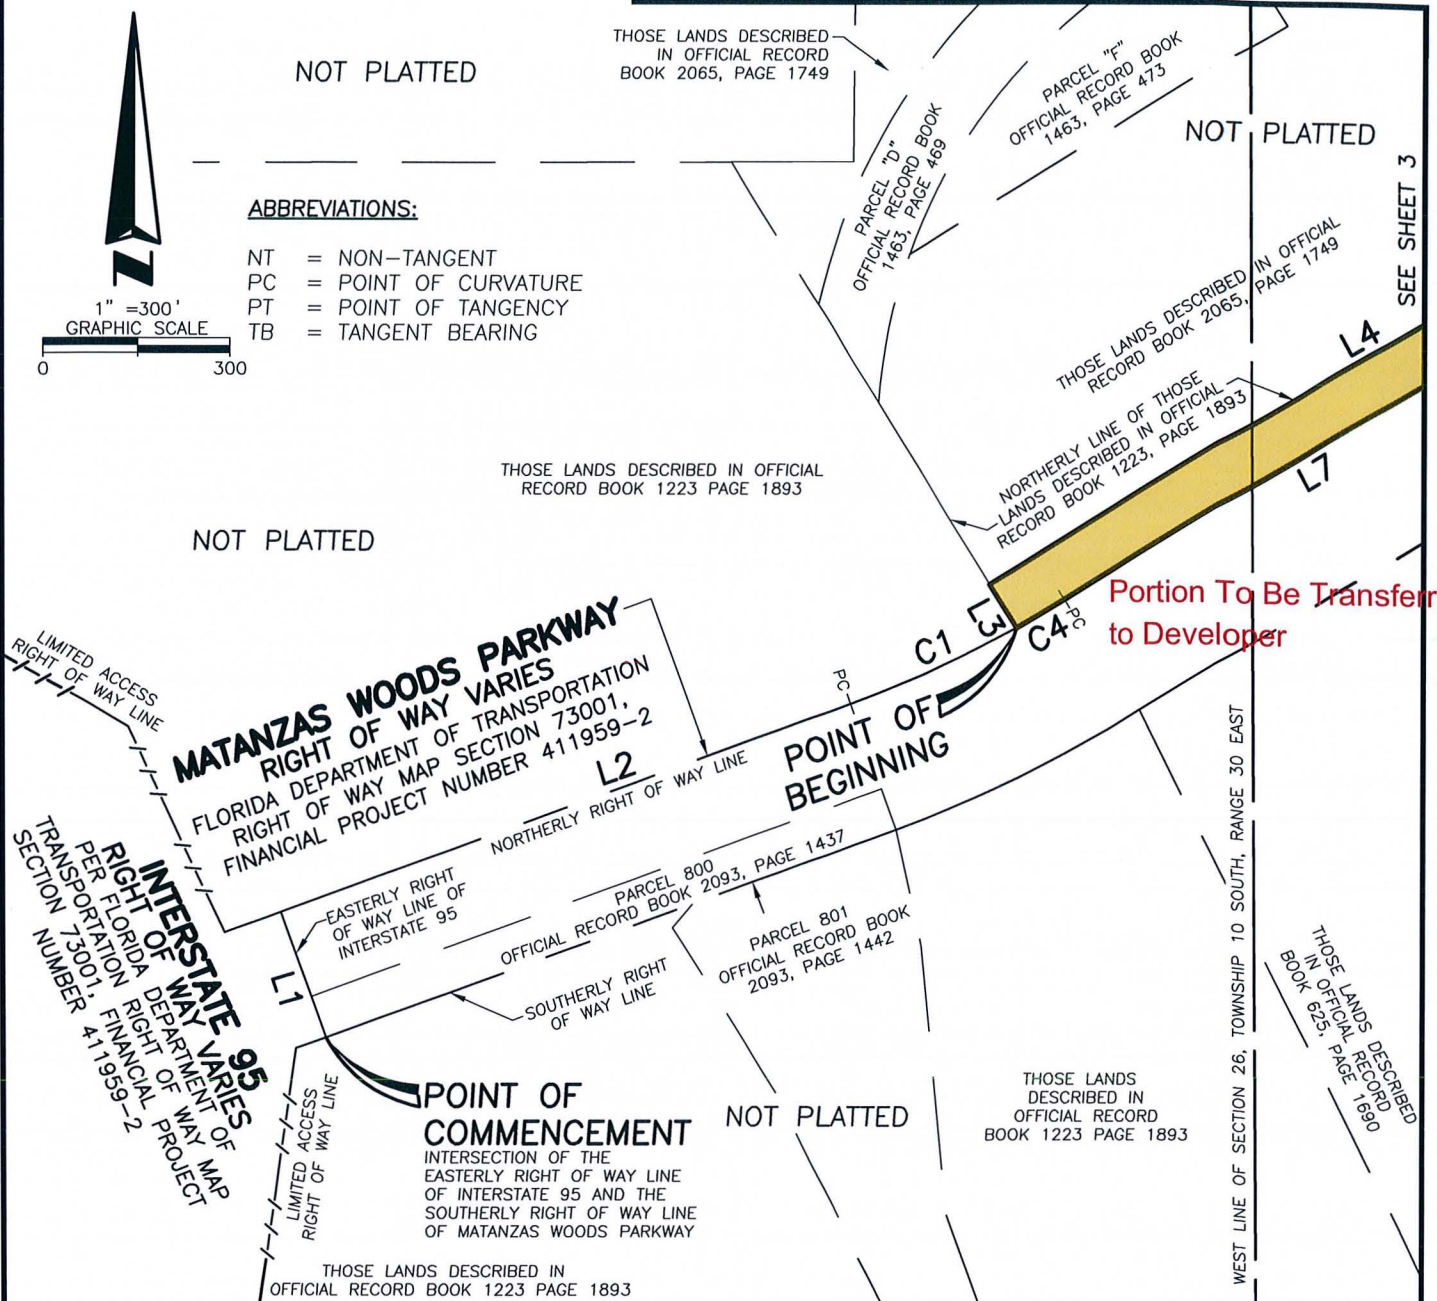 THOSE LANDS DESCRIBED
IN OFFICIAL RECORD
BOOK 2065, PAGE 1749
NOT PLATTED
PARCEL "F"
OFFICIAL RECORD BOOK
1463, PAGE 473
PARCEL "D"
OFFICIAL RECORD BOOK
1463, PAGE 469
NOT PLATTED
SEE SHEET 3
ABBREVIATIONS:
NT = NON-TANGENT
PC = POINT OF CURVATURE
PT = POINT OF TANGENCY
TB = TANGENT BEARING
N
1" =300'
GRAPHIC SCALE
0 300
THOSE LANDS DESCRIBED IN OFFICIAL
RECORD BOOK 2065, PAGE 1749
L4
NORTHERLY LINE OF THOSE
LANDS DESCRIBED IN OFFICIAL
RECORD BOOK 1223, PAGE 1893
L7
THOSE LANDS DESCRIBED IN OFFICIAL
RECORD BOOK 1223 PAGE 1893
NOT PLATTED
Portion To Be Transferr
to Developer
L3
C4
PC
C1
PC
LIMITED ACCESS
RIGHT OF WAY LINE
MATANZAS WOODS PARKWAY
RIGHT OF WAY VARIES
FLORIDA DEPARTMENT OF TRANSPORTATION
RIGHT OF WAY MAP SECTION 73001,
FINANCIAL PROJECT NUMBER 411959-2
L2
NORTHERLY RIGHT OF WAY LINE
POINT OF
BEGINNING
EASTERLY RIGHT
OF WAY LINE OF
INTERSTATE 95
PARCEL 800
OFFICIAL RECORD BOOK 2093, PAGE 1437
PARCEL 801
OFFICIAL RECORD BOOK
2093, PAGE 1442
SOUTHERLY RIGHT
OF WAY LINE
L1
INTERSTATE 95
RIGHT OF WAY VARIES
PER FLORIDA DEPARTMENT OF
TRANSPORTATION RIGHT OF WAY MAP
SECTION 73001, FINANCIAL PROJECT
NUMBER 411959-2
WEST LINE OF SECTION 26, TOWNSHIP 10 SOUTH, RANGE 30 EAST
THOSE LANDS DESCRIBED
IN OFFICIAL RECORD
BOOK 625, PAGE 1690
LIMITED ACCESS
RIGHT OF WAY LINE
POINT OF
COMMENCEMENT
INTERSECTION OF THE
EASTERLY RIGHT OF WAY LINE
OF INTERSTATE 95 AND THE
SOUTHERLY RIGHT OF WAY LINE
OF MATANZAS WOODS PARKWAY
NOT PLATTED
THOSE LANDS
DESCRIBED IN
OFFICIAL RECORD
BOOK 1223 PAGE 1893
THOSE LANDS DESCRIBED IN
OFFICIAL RECORD BOOK 1223 PAGE 1893